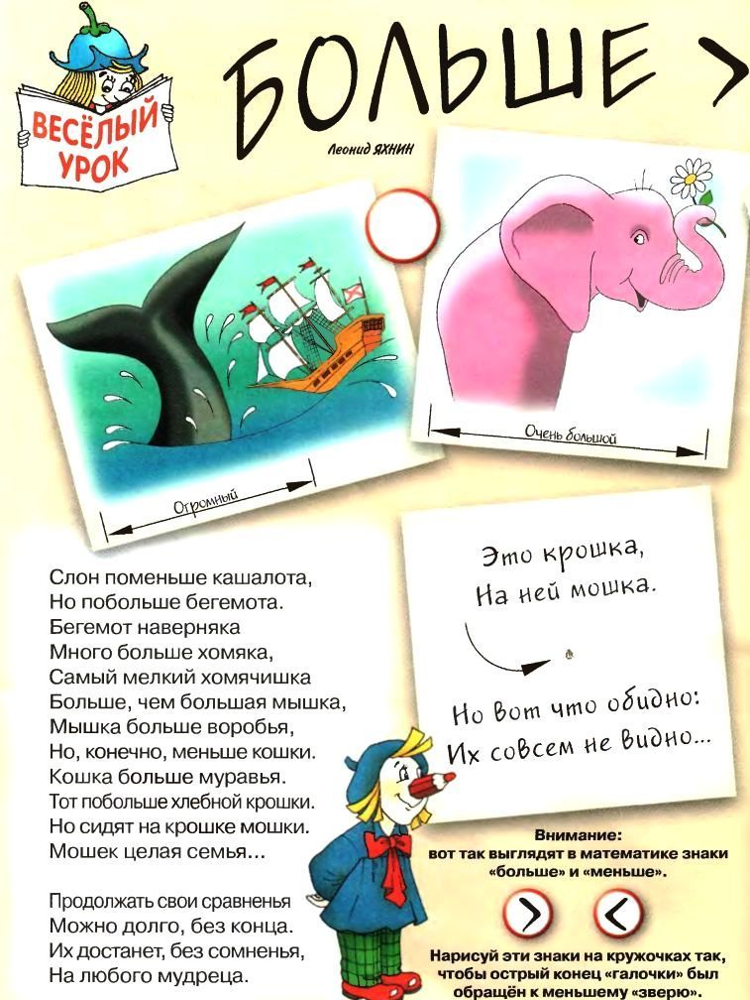 ВЕСЁЛЫЙ
УРОК
БОЛЬШЕ >
Леонид ЯХНИН
Огромный
Очень большой
Слон поменьше кашалота,
Но побольше бегемота.
Бегемот наверняка
Много больше хомяка,
Самый мелкий хомячишка
Больше, чем большая мышка,
Мышка больше воробья,
Но, конечно, меньше кошки.
Кошка больше муравья.
Тот побольше хлебной крошки.
Но сидят на крошке мошки.
Мошек целая семья...
Продолжать свои сравненья
Можно долго, без конца.
Их достанет, без сомненья,
На любого мудреца.
Это крошка,
На ней мошка.
Но вот что обидно:
Их совсем не видно...
Внимание:
вот так выглядят в математике знаки
«больше» и «меньше».
> <
Нарисуй эти знаки на кружочках так,
чтобы острый конец «галочки» был
обращён к меньшему «зверю».